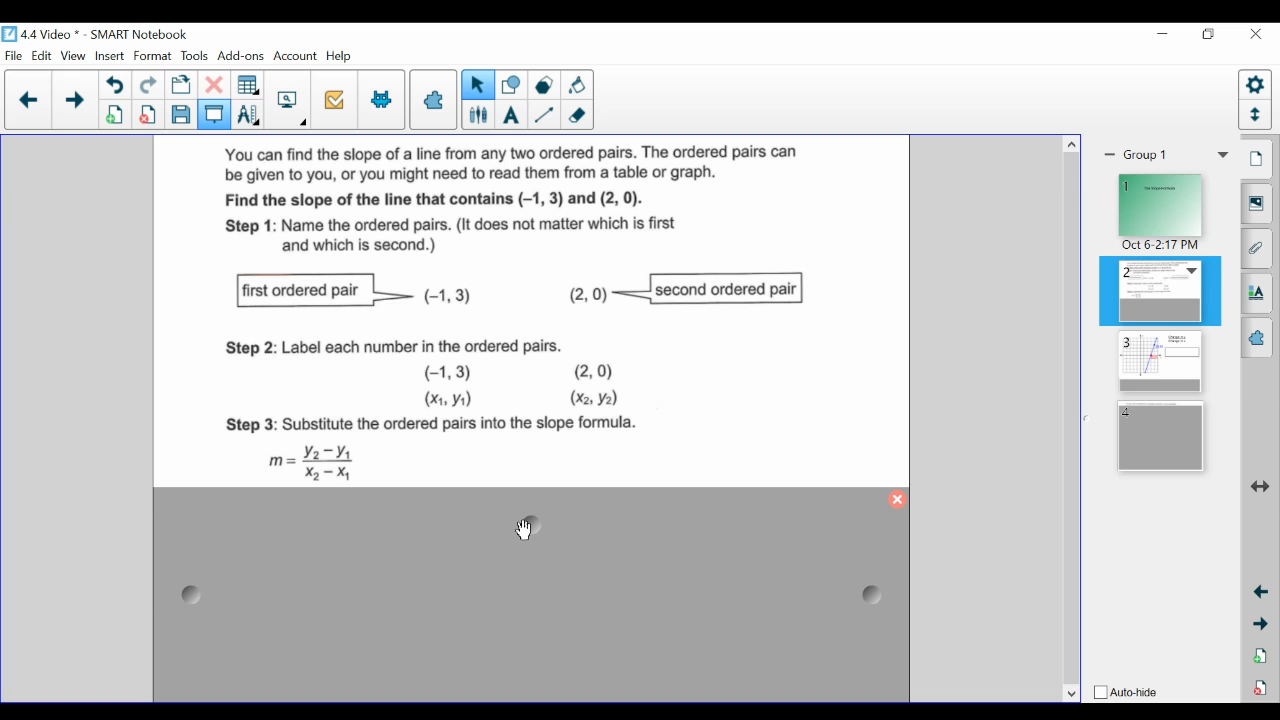 4.4 Video * - SMART Notebook
File Edit View Insert Format Tools Add-ons Account Help
You can find the slope of a line from any two ordered pairs. The ordered pairs can
be given to you, or you might need to read them from a table or graph.
Find the slope of the line that contains (–1, 3) and (2, 0).
Step 1: Name the ordered pairs. (It does not matter which is first
and which is second.)
first ordered pair (–1, 3) (2, 0) second ordered pair
Step 2: Label each number in the ordered pairs.
(–1, 3) (2, 0)
(x₁, y₁) (x₂, y₂)
Step 3: Substitute the ordered pairs into the slope formula.
m = y₂ – y₁
x₂ – x₁
Group 1
1
Oct 6-2:17 PM
2
3
4
Auto-hide